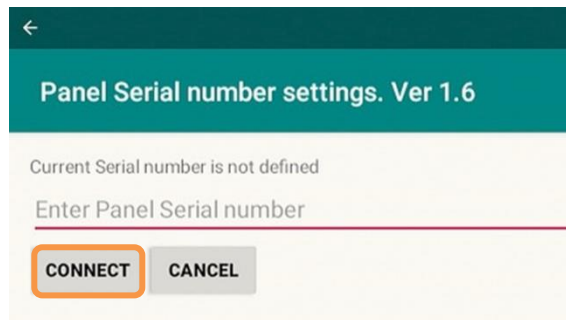 Panel Serial number settings. Ver 1.6
Current Serial number is not defined
Enter Panel Serial number
CONNECT CANCEL